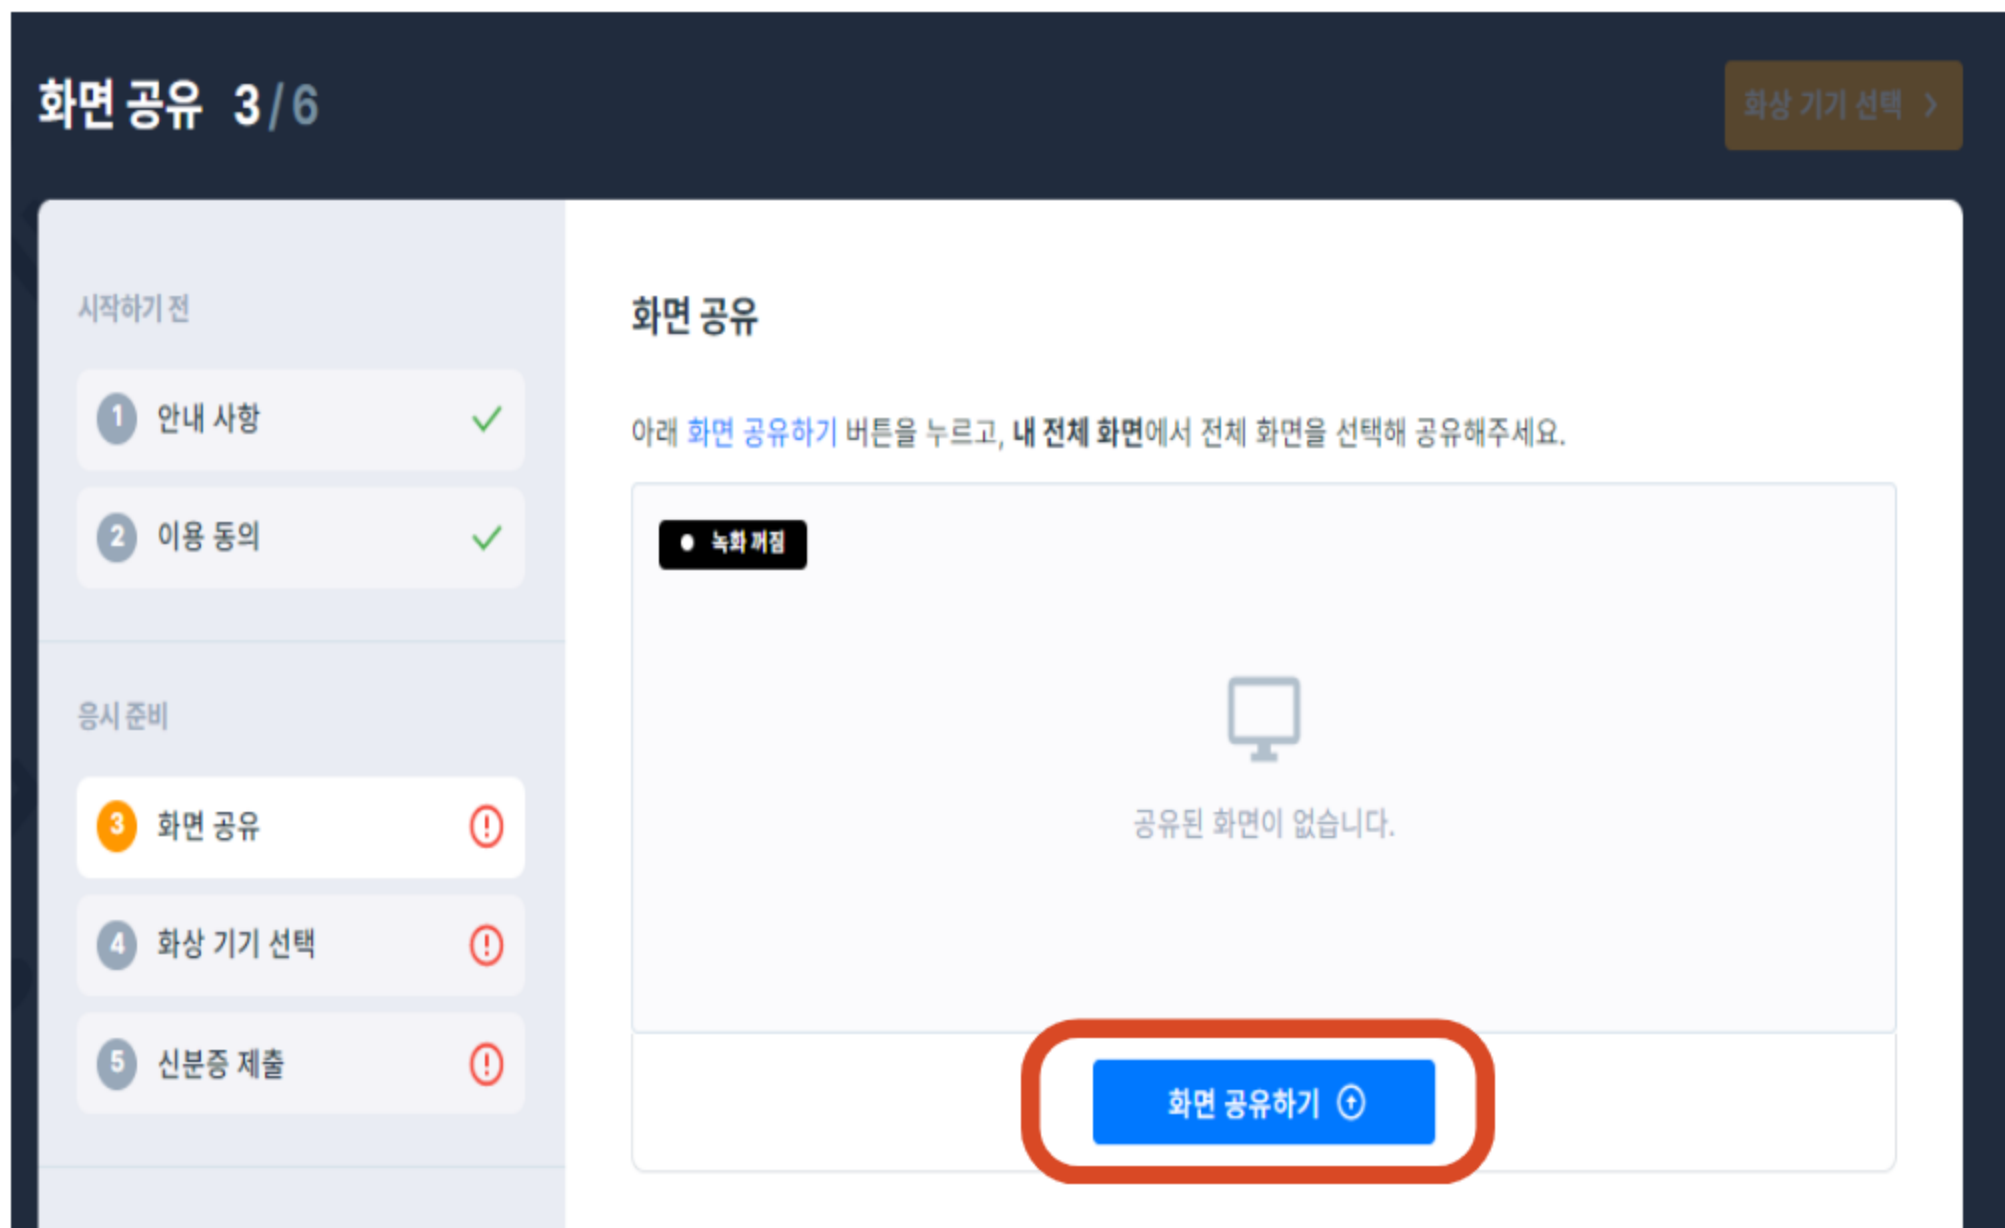 화면 공유 3/6
화상 기기 선택 >
시작하기 전
1 안내 사항
2 이용 동의
응시 준비
3 화면 공유
4 화상 기기 선택
5 신분증 제출
화면 공유
아래 화면 공유하기 버튼을 누르고, 내 전체 화면에서 전체 화면을 선택해 공유해주세요.
녹화 꺼짐
공유된 화면이 없습니다.
화면 공유하기